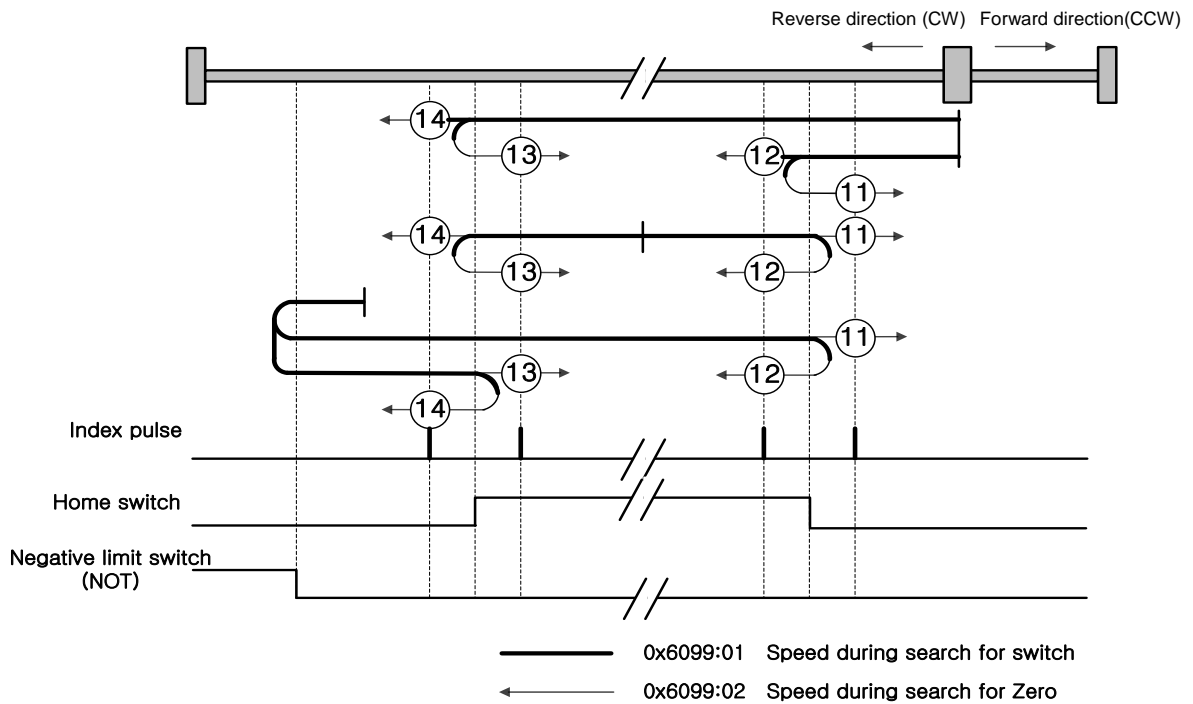 Reverse direction (CW) Forward direction(CCW)
14
13
12
11
14
11
13
12
11
13
12
14
Index pulse
Home switch
Negative limit switch
(NOT)
0x6099:01 Speed during search for switch
0x6099:02 Speed during search for Zero